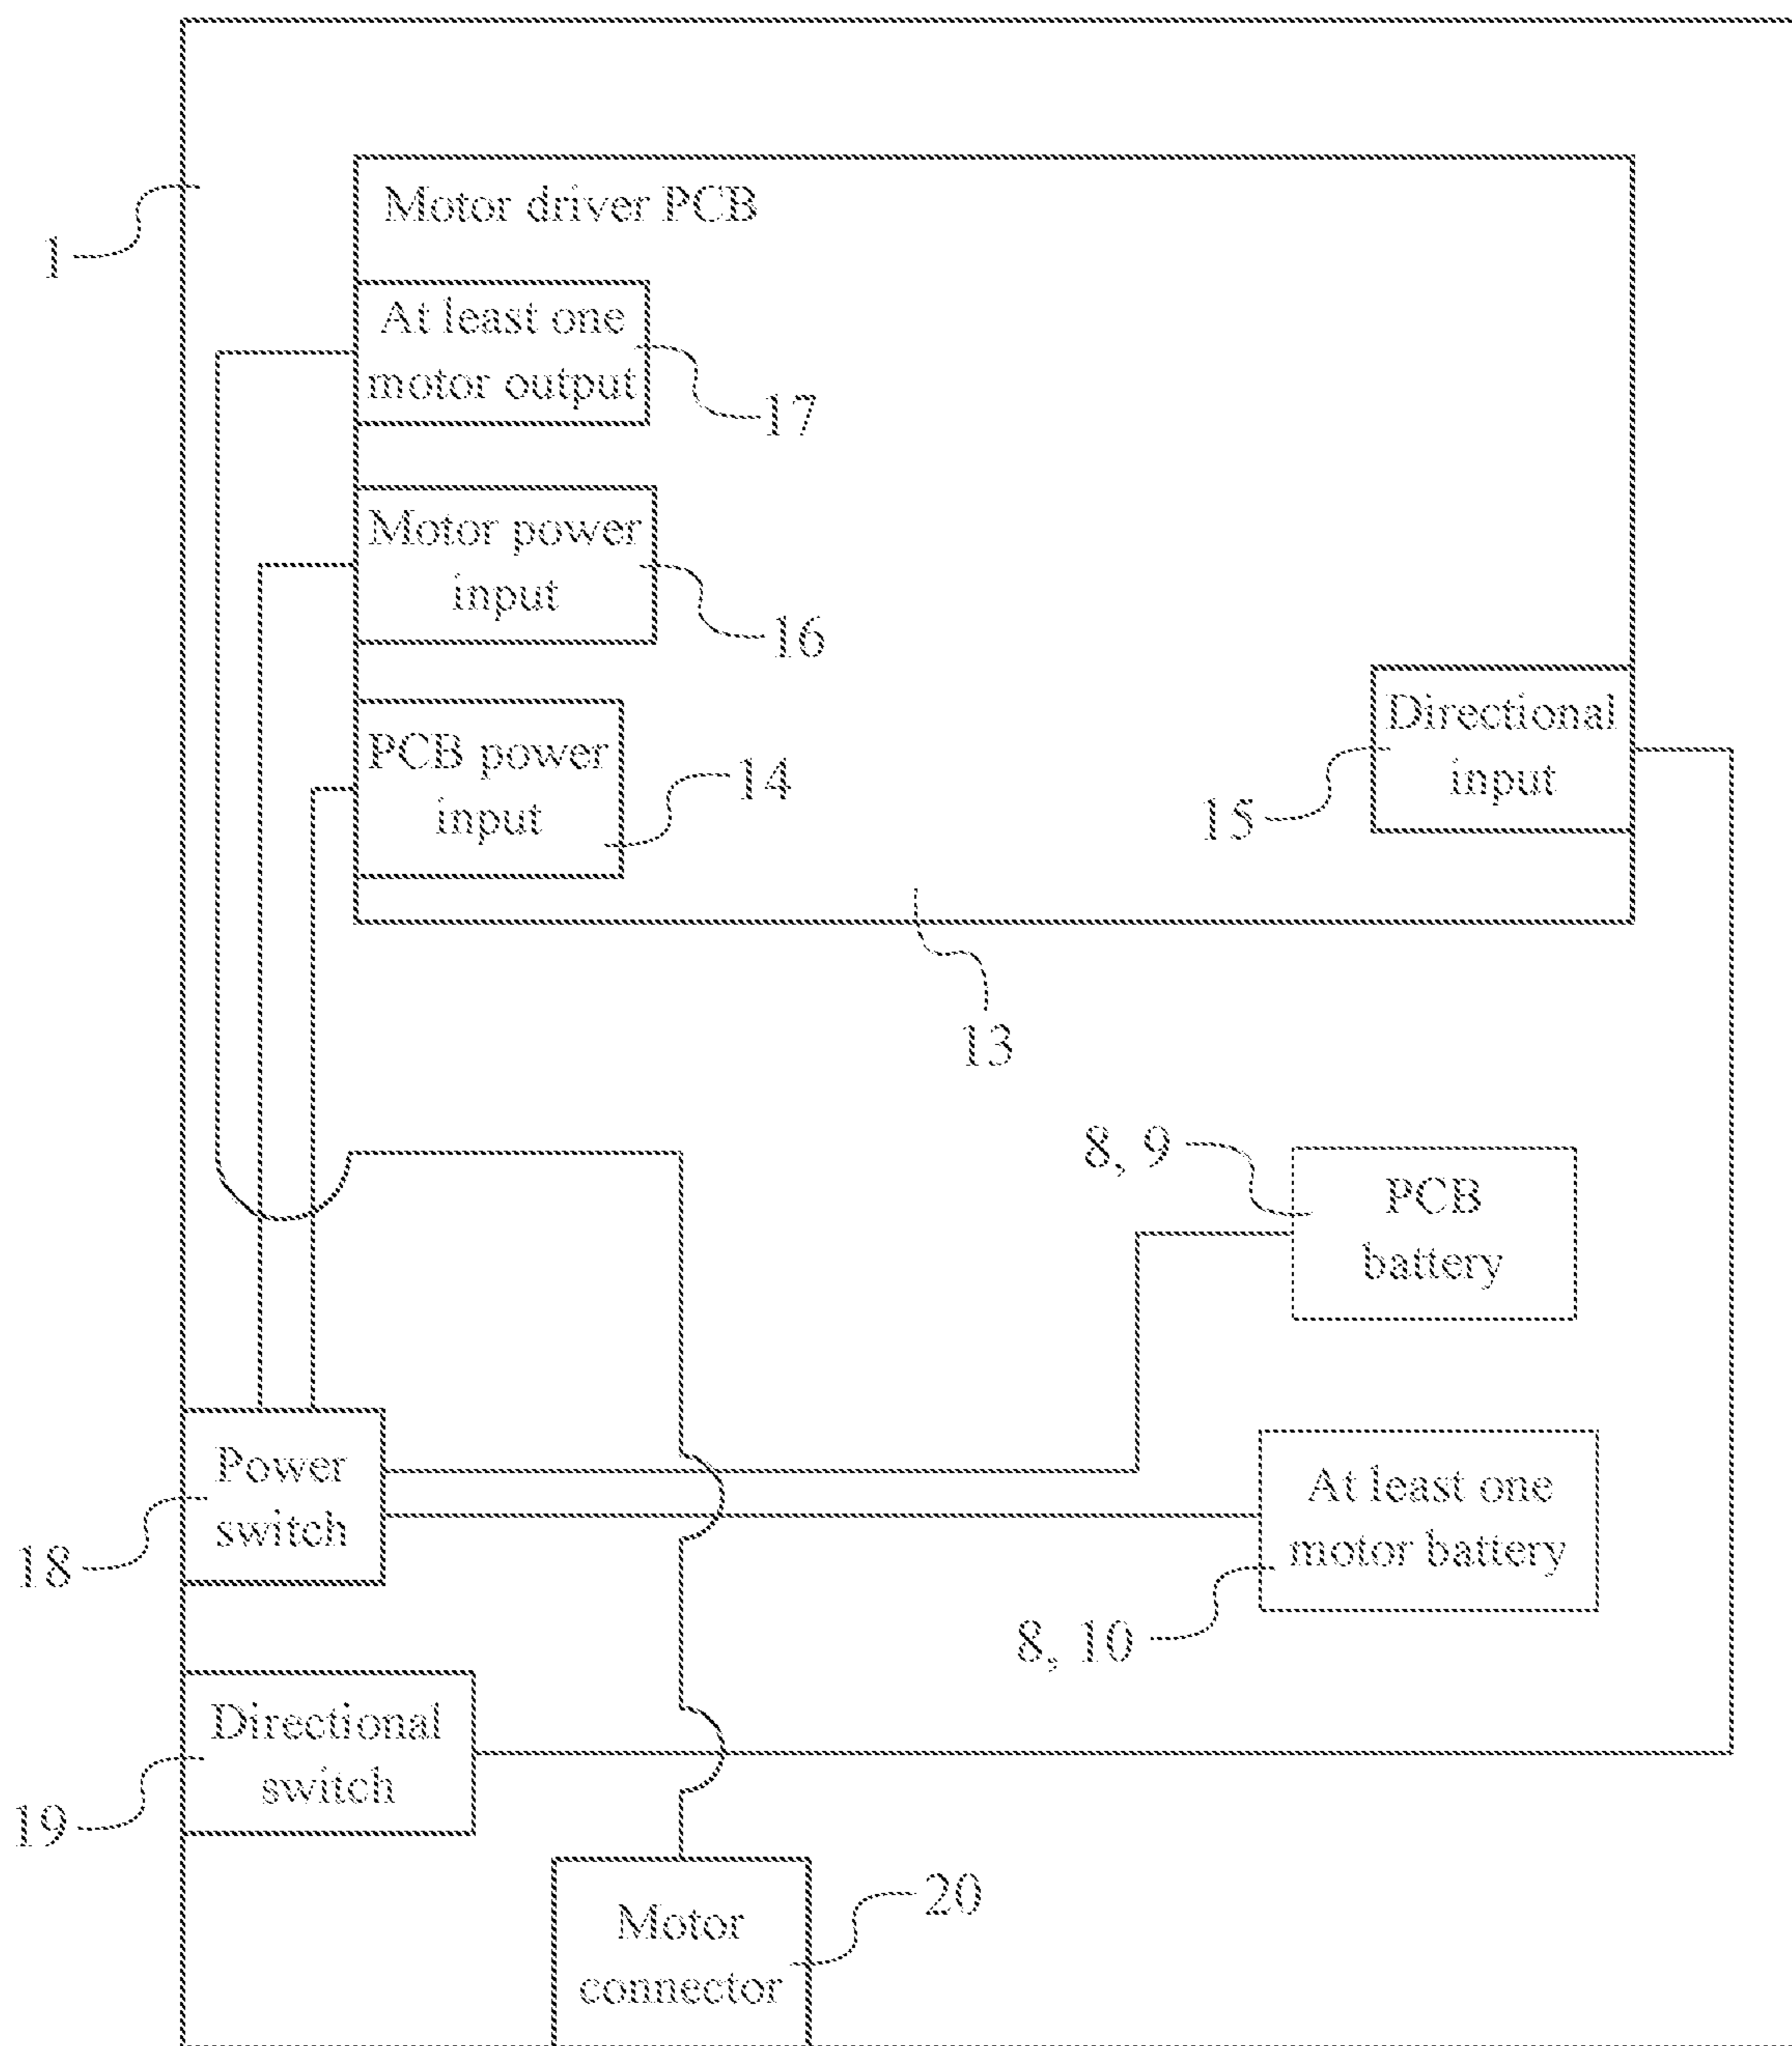 1
Motor driver PCB
At least one
motor output
17
Motor power
input
16
PCB power
input
14
Directional
input
15
13
8, 9
PCB
battery
Power
switch
18
At least one
motor battery
8, 10
Directional
switch
19
20
Motor
connector